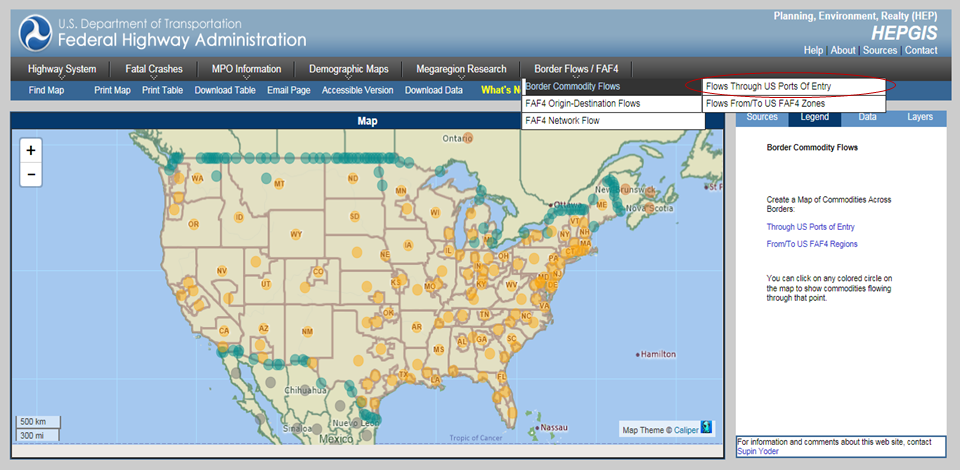 U.S. Department of Transportation
Federal Highway Administration
Planning, Environment, Realty (HEP)
HEPGIS
Help | About | Sources | Contact
Highway System Fatal Crashes MPO Information Demographic Maps Megaregion Research Border Flows / FAF4
Find Map Print Map Print Table Download Table Email Page Accessible Version Download Data What's N
Border Commodity Flows
FAF4 Origin-Destination Flows
FAF4 Network Flow
Flows Through US Ports Of Entry
Flows From/To US FAF4 Zones
Map
+
−
Ontario
WA
MT
ND
MN
Ottawa
New Brunswick
ME
Nova Scotia
St P
OR
ID
SD
WI
VT
NH
NY
MA
WY
IA
MI
CT
NE
IL
IN
OH
PA
NJ
NV
UT
CO
KS
MO
KY
WV
MD
DE
VA
CA
AZ
NM
OK
AR
TN
NC
MS
AL
GA
SC
TX
LA
FL
Hamilton
Chihuahua
Sinaloa
Nuevo Leo
Mexico
Nassau
Tropic of Cancer
500 km
300 mi
Map Theme © Caliper
Sources Legend Data Layers
Border Commodity Flows
Create a Map of Commodities Across
Borders:
Through US Ports of Entry
From/To US FAF4 Regions
You can click on any colored circle on
the map to show commodities flowing
through that point.
For information and comments about this web site, contact
Supin Yoder